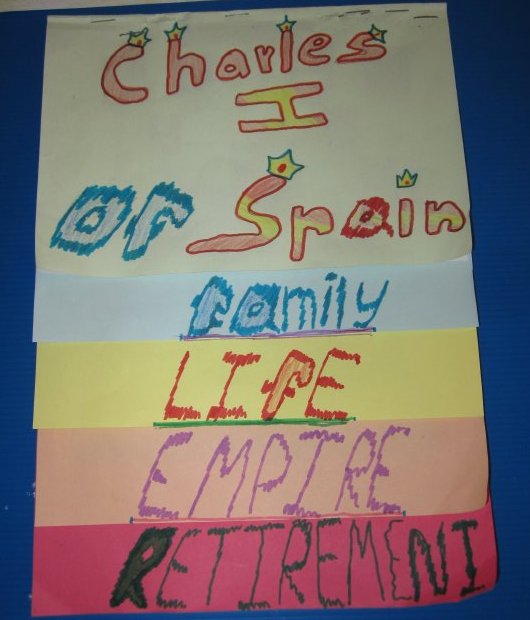 Charles
I
of Spain
family
LIFE
EMPIRE
RETIREMENT